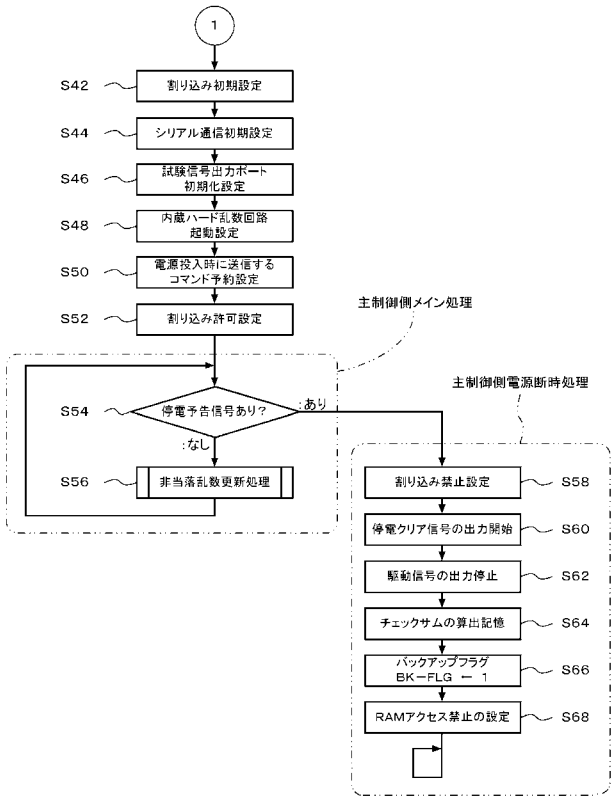 1
S42
割り込み初期設定
S44
シリアル通信初期設定
S46
試験信号出力ポート
初期化設定
S48
内蔵ハード乱数回路
起動設定
S50
電源投入時に送信する
コマンド予約設定
S52
割り込み許可設定
主制御側メイン処理
主制御側電源断時処理
S54
停電予告信号あり?
:あり
:なし
S56
非当落乱数更新処理
割り込み禁止設定
S58
停電クリア信号の出力開始
S60
駆動信号の出力停止
S62
チェックサムの算出記憶
S64
バックアップフラグ
BK-FLG ← 1
S66
RAMアクセス禁止の設定
S68